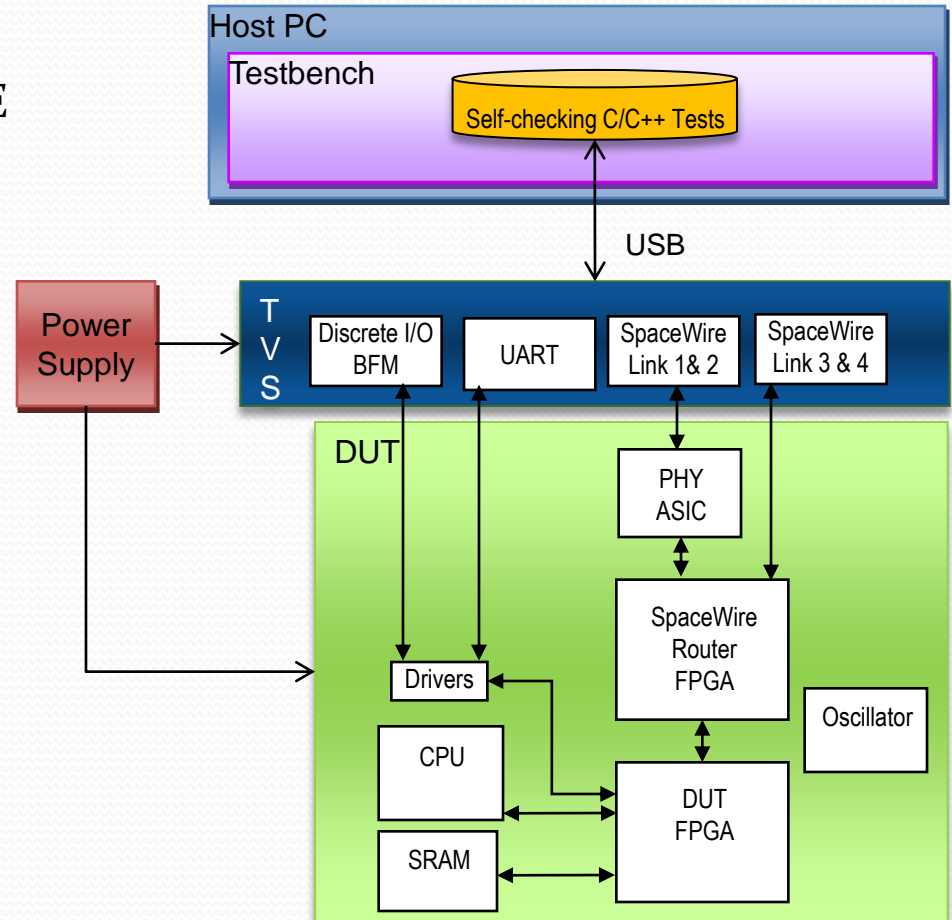 E
Host PC
Testbench
Self-checking C/C++ Tests
USB
Power
Supply
T
V
S
Discrete I/O
BFM
UART
SpaceWire
Link 1& 2
SpaceWire
Link 3 & 4
DUT
PHY
ASIC
SpaceWire
Router
FPGA
Drivers
Oscillator
CPU
DUT
FPGA
SRAM